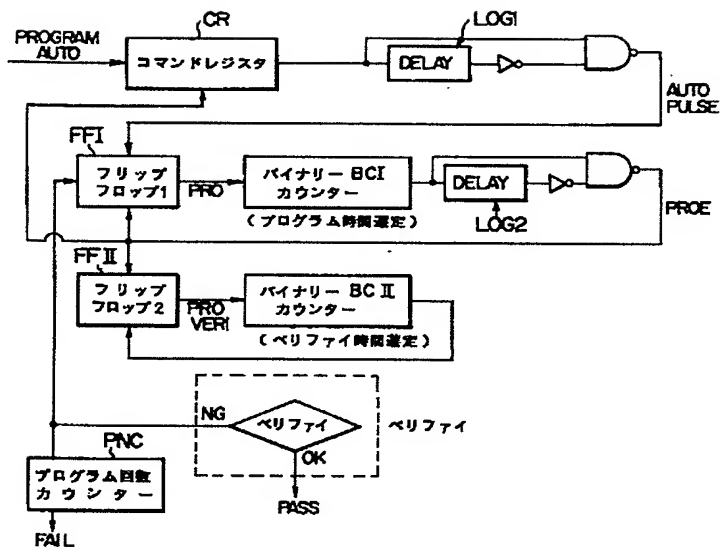 CR
LOG1
PROGRAM
AUTO
コマンドレジスタ
DELAY
AUTO
PULSE
FFI
フリップ
フロップ1
PRO
バイナリー BCI
カウンター
(プログラム時間選定)
DELAY
LOG2
PROE
FFII
フリップ
フロップ2
PRO
VERI
バイナリー BC II
カウンター
(ベリファイ時間選定)
NG
ベリファイ
ベリファイ
OK
PASS
PNC
プログラム回数
カウンター
FAIL